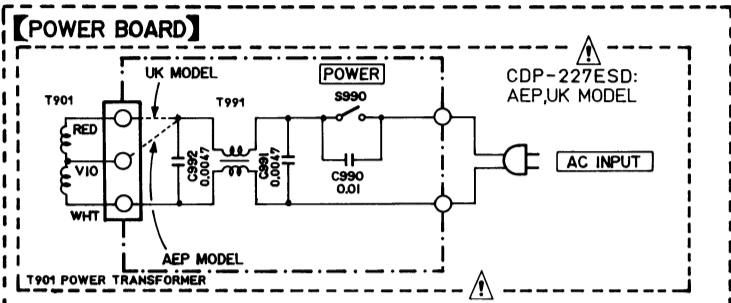 【POWER BOARD】
UK MODEL
POWER
CDP-227ESD:
AEP,UK MODEL
T901
T991
S990
RED
VIO
WHT
C992
0.0047
C991
0.0047
C990
0.01
AC INPUT
AEP MODEL
T901 POWER TRANSFORMER